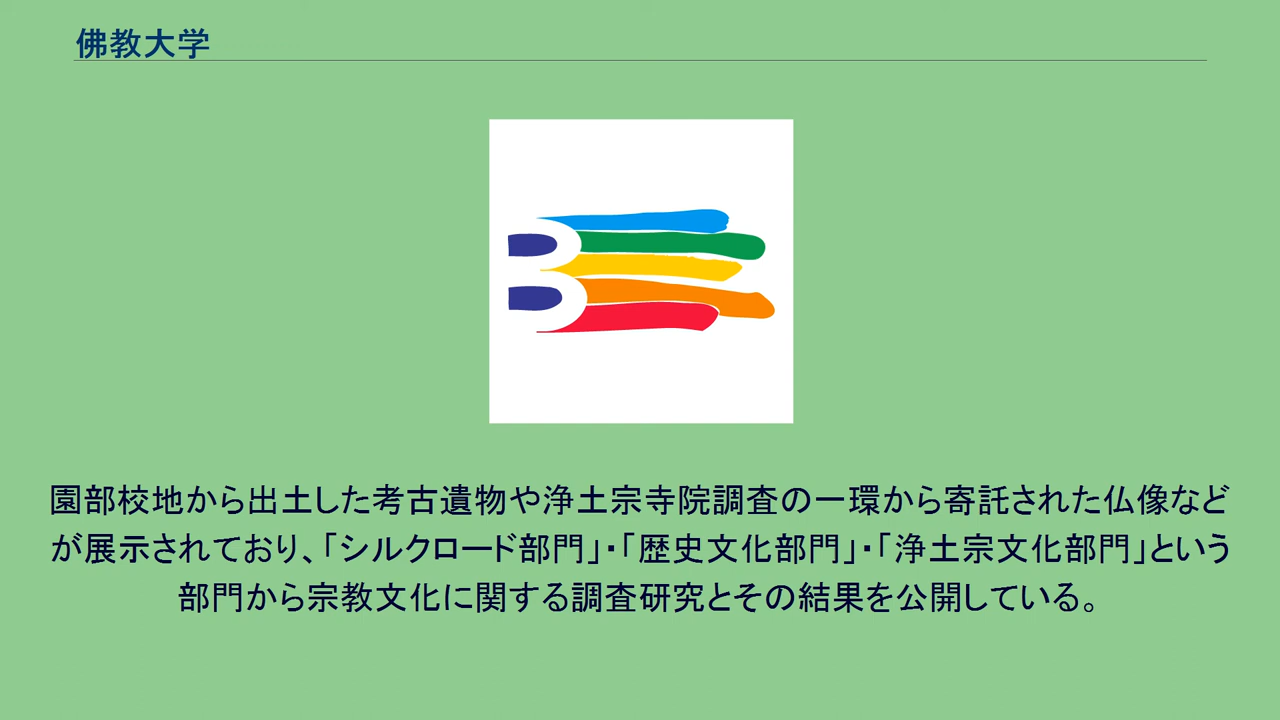 佛教大学
園部校地から出土した考古遺物や浄土宗寺院調査の一環から寄託された仏像など
が展示されており、「シルクロード部門」・「歴史文化部門」・「浄土宗文化部門」という
部門から宗教文化に関する調査研究とその結果を公開している。